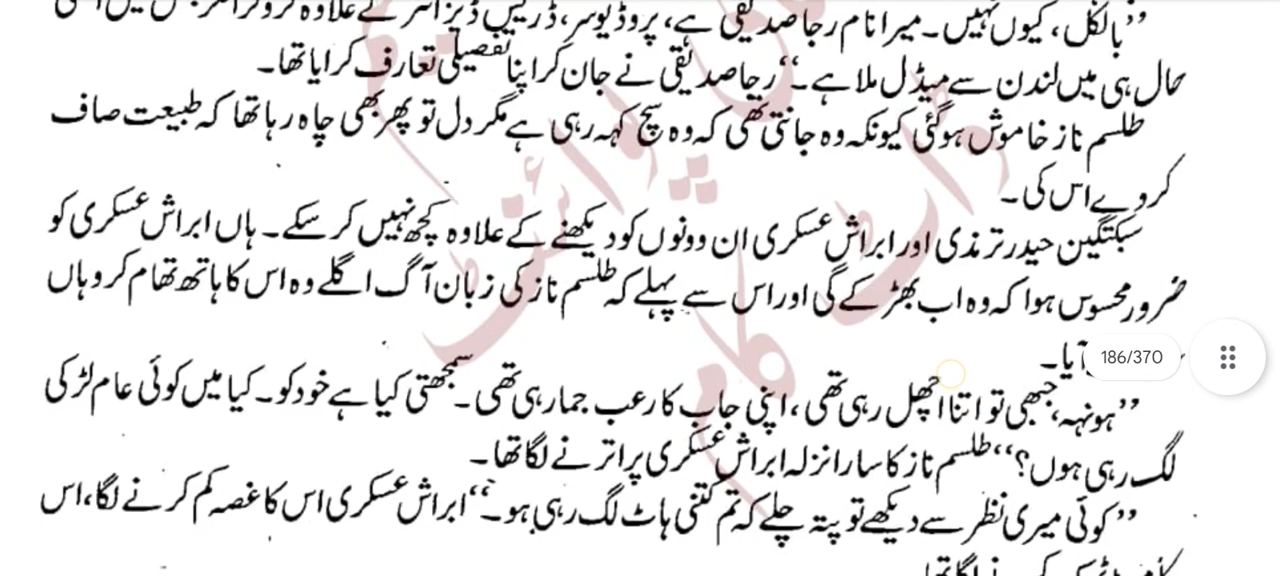 ’’بالکل، کیوں نہیں۔ میرا نام رجا صدیقی ہے، پروڈیوسر، ڈریس ڈیزائنر کے علاوہ
حال ہی میں لندن سے میڈل ملا ہے۔‘‘ رجا صدیقی نے جان کر اپنا تفصیلی تعارف کرایا تھا۔
طلسم ناز خاموش ہوگئی کیونکہ وہ جانتی تھی کہ وہ سچ کہہ رہی ہے مگر دل تو پھر بھی چاہ رہا تھا کہ طبیعت صاف
کر دے اس کی۔
سبکتگین حیدر ترمذی اور ابراش عسکری ان دونوں کو دیکھنے کے علاوہ کچھ نہیں کر سکے۔ ہاں ابراش عسکری کو
ضرور محسوس ہوا کہ وہ اب بھڑکے گی اور اس سے پہلے کہ طلسم ناز کی زبان آگ اگلے وہ اس کا ہاتھ تھام کر وہاں
آیا۔
186/370
’’ہونہہ، جبھی تو اتنا اچھل رہی تھی، اپنی جاب کا رعب جما رہی تھی۔ سمجھتی کیا ہے خود کو۔ کیا میں کوئی عام لڑکی
لگ رہی ہوں؟‘‘ طلسم ناز کا سارا نزلہ ابراش عسکری پر اترنے لگا تھا۔
’’کوئی میری نظر سے دیکھے تو پتہ چلے کہ تم کتنی ہاٹ لگ رہی ہو۔‘‘ ابراش عسکری اس کا غصہ کم کرنے لگا، اس